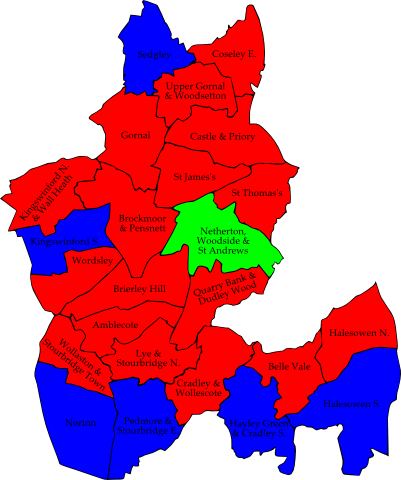 Sedgley
Coseley E.
Upper Gornal
& Woodsetton
Gornal
Castle & Priory
St James's
St Thomas's
Kingswinford N.
& Wall Heath
Brockmoor
& Pensnett
Netherton,
Woodside &
St Andrews
Kingswinford S.
Wordsley
Brierley Hill
Quarry Bank &
Dudley Wood
Amblecote
Halesowen N.
Wollaston &
Stourbridge Town
Lye &
Stourbridge N.
Belle Vale
Cradley &
Wollescote
Norton
Pedmore &
Stourbridge E.
Hayley Green
& Cradley S.
Halesowen S.